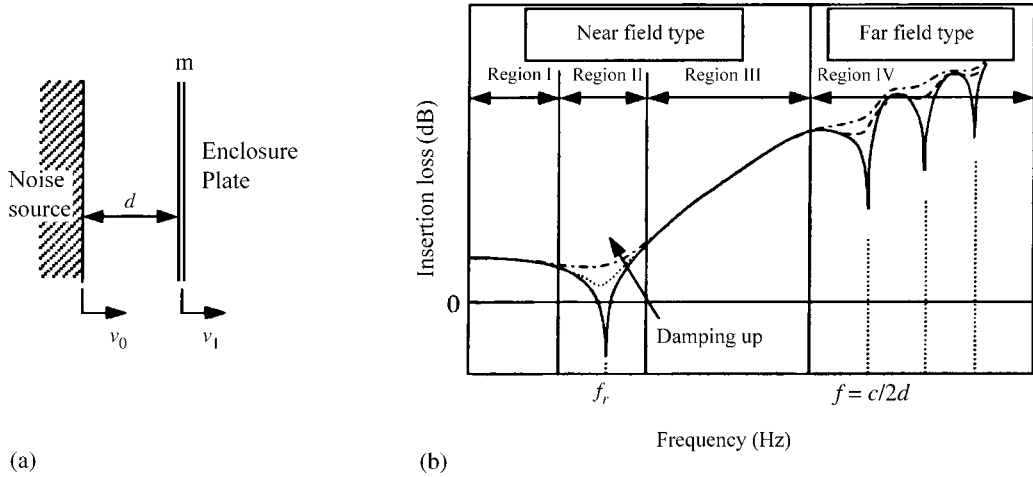 m
Noise
source
d
Enclosure
Plate
v0
v1
(a)
Near field type
Far field type
Region I
Region II
Region III
Region IV
Insertion loss (dB)
0
Damping up
fr
f = c/2d
Frequency (Hz)
(b)